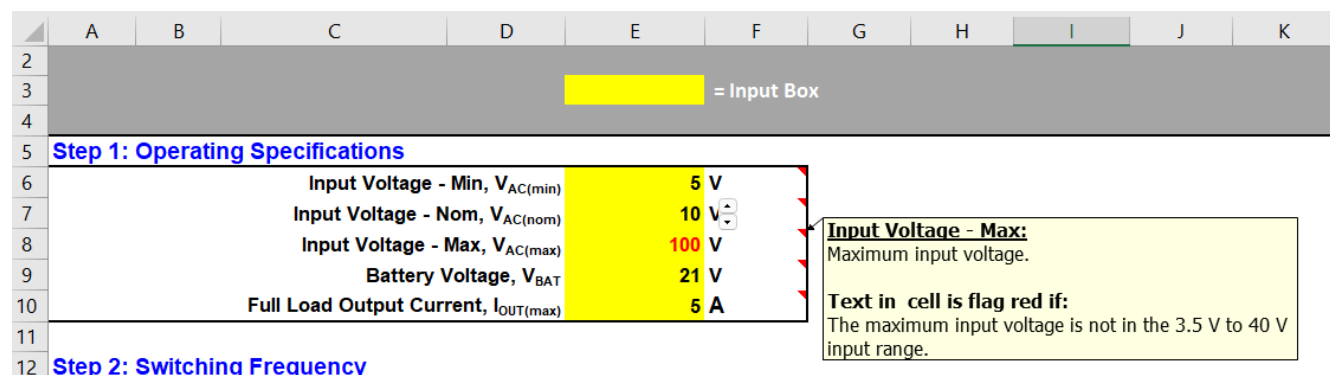 A B C D E F G H I J K
2
3 = Input Box
4
5 Step 1: Operating Specifications
6 Input Voltage - Min, VAC(min) 5 V
7 Input Voltage - Nom, VAC(nom) 10 V
8 Input Voltage - Max, VAC(max) 100 V
9 Battery Voltage, VBAT 21 V
10 Full Load Output Current, IOUT(max) 5 A
11
12 Step 2: Switching Frequency
Input Voltage - Max:
Maximum input voltage.
Text in cell is flag red if:
The maximum input voltage is not in the 3.5 V to 40 V
input range.